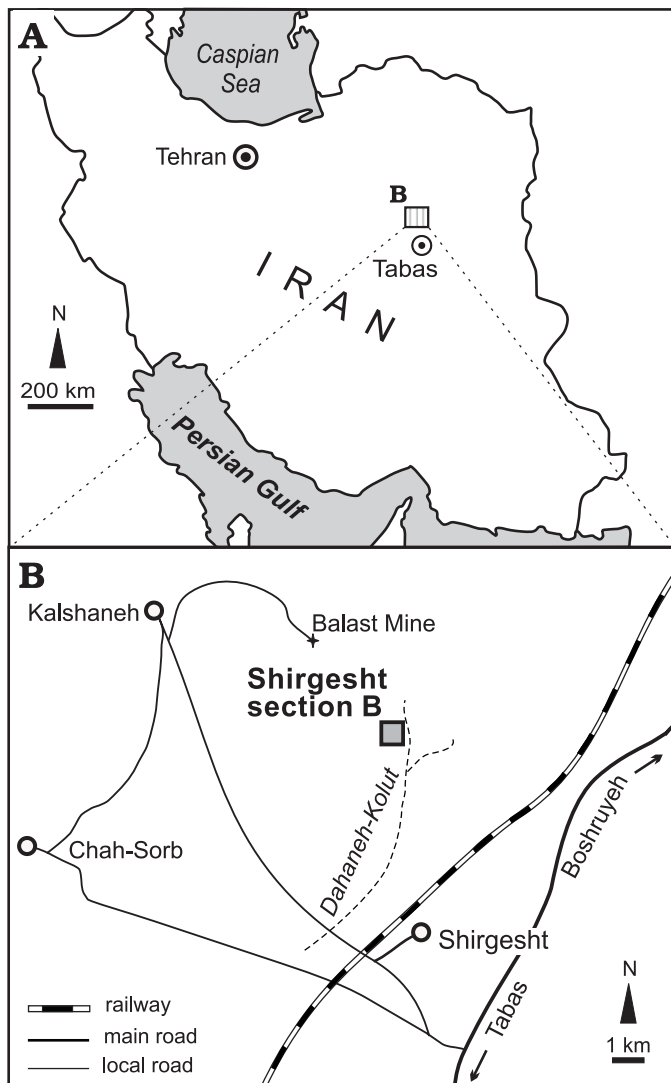 A
Caspian
Sea
Tehran
B
Tabas
IRAN
N
200 km
Persian Gulf
B
Kalshaneh
Balast Mine
Shirgesht
section B
Dahaneh-Kolut
Boshruyeh
Chah-Sorb
Shirgesht
Tabas
railway
main road
local road
N
1 km